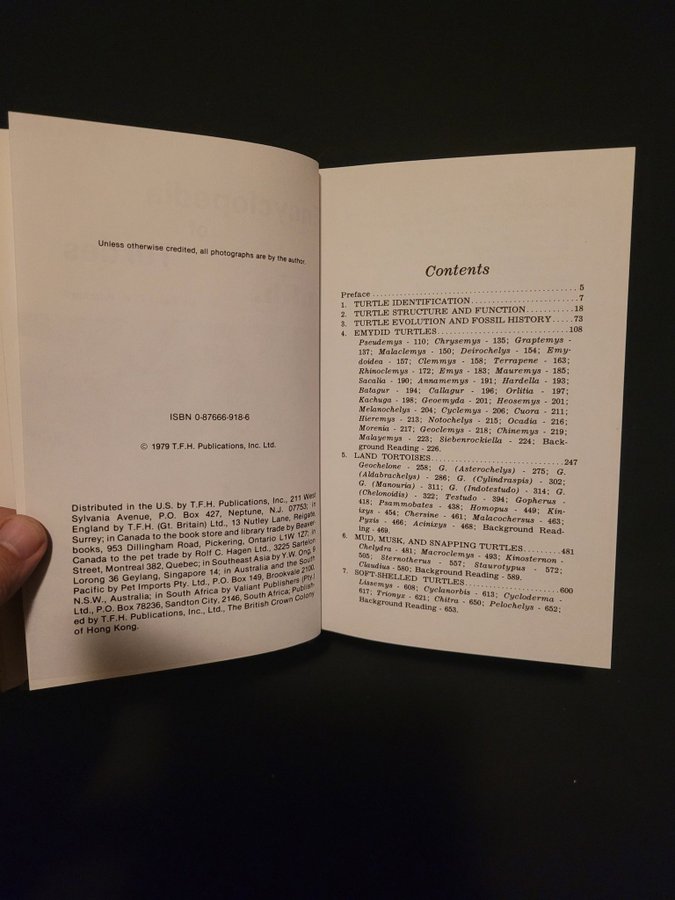 Unless otherwise credited, all photographs are by the author.
ISBN 0-87666-918-6
© 1979 T.F.H. Publications, Inc. Ltd.
Distributed in the U.S. by T.F.H. Publications, Inc., 211 West
Sylvania Avenue, P.O. Box 427, Neptune, N.J. 07753; in
England by T.F.H. (Gt. Britain) Ltd., 13 Nutley Lane, Reigate,
Surrey; in Canada to the book store and library trade by Beaver-
books, 953 Dillingham Road, Pickering, Ontario L1W 1Z7; in
Canada to the pet trade by Rolf C. Hagen Ltd., 3225 Sartelon
Street, Montreal 382, Quebec; in Southeast Asia by Y.W. Ong, 9
Lorong 36 Geylang, Singapore 14; in Australia and the South
Pacific by Pet Imports Pty. Ltd., P.O. Box 149, Brookvale 2100,
N.S.W., Australia; in South Africa by Valiant Publishers (Pty.)
Ltd., P.O. Box 78236, Sandton City, 2146, South Africa; Publish-
ed by T.F.H. Publications, Inc., Ltd., The British Crown Colony
of Hong Kong.
Contents
Preface . . . . . 5
1. TURTLE IDENTIFICATION . . . . . 7
2. TURTLE STRUCTURE AND FUNCTION . . . . . 18
3. TURTLE EVOLUTION AND FOSSIL HISTORY . . . . . 73
4. EMYDID TURTLES . . . . . 108
Pseudemys - 110; Chrysemys - 135; Graptemys -
137; Malaclemys - 150; Deirochelys - 154; Emy-
doidea - 157; Clemmys - 158; Terrapene - 163;
Rhinoclemys - 172; Emys - 183; Mauremys - 185;
Sacalia - 190; Annamemys - 191; Hardella - 193;
Batagur - 194; Callagur - 196; Orlitia - 197;
Kachuga - 198; Geoemyda - 201; Heosemys - 201;
Melanochelys - 204; Cyclemys - 206; Cuora - 211;
Hieremys - 213; Notochelys - 215; Ocadia - 216;
Morenia - 217; Geoclemys - 218; Chinemys - 219;
Malayemys - 223; Siebenrockiella - 224; Back-
ground Reading - 226.
5. LAND TORTOISES . . . . . 247
Geochelone - 258; G. (Asterochelys) - 275; G.
(Aldabrachelys) - 286; G. (Cylindraspis) - 302;
G. (Manouria) - 311; G. (Indotestudo) - 314; G.
(Chelonoidis) - 322; Testudo - 394; Gopherus -
418; Psammobates - 438; Homopus - 449; Kin-
ixys - 454; Chersine - 461; Malacochersus - 463;
Pyxis - 466; Acinixys - 468; Background Read-
ing - 469.
6. MUD, MUSK, AND SNAPPING TURTLES . . . . . 481
Chelydra - 481; Macroclemys - 493; Kinosternon -
505; Sternotherus - 557; Staurotypus - 572;
Claudius - 580; Background Reading - 589.
7. SOFT-SHELLED TURTLES . . . . . 600
Lissemys - 608; Cyclanorbis - 613; Cycloderma -
617; Trionyx - 621; Chitra - 650; Pelochelys - 652;
Background Reading - 653.